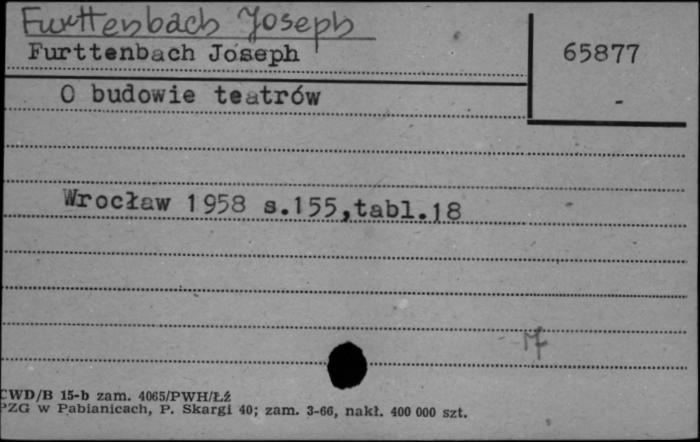 Furttenbach Joseph
Furttenbach Joseph
65877
O budowie teatrów
-
Wrocław 1958 s.155,tabl.18
CWD/B 15-b zam. 4065/PWH/ŁŹ
PZG w Pabianicach, P. Skargi 40; zam. 3-66, nakł. 400 000 szt.